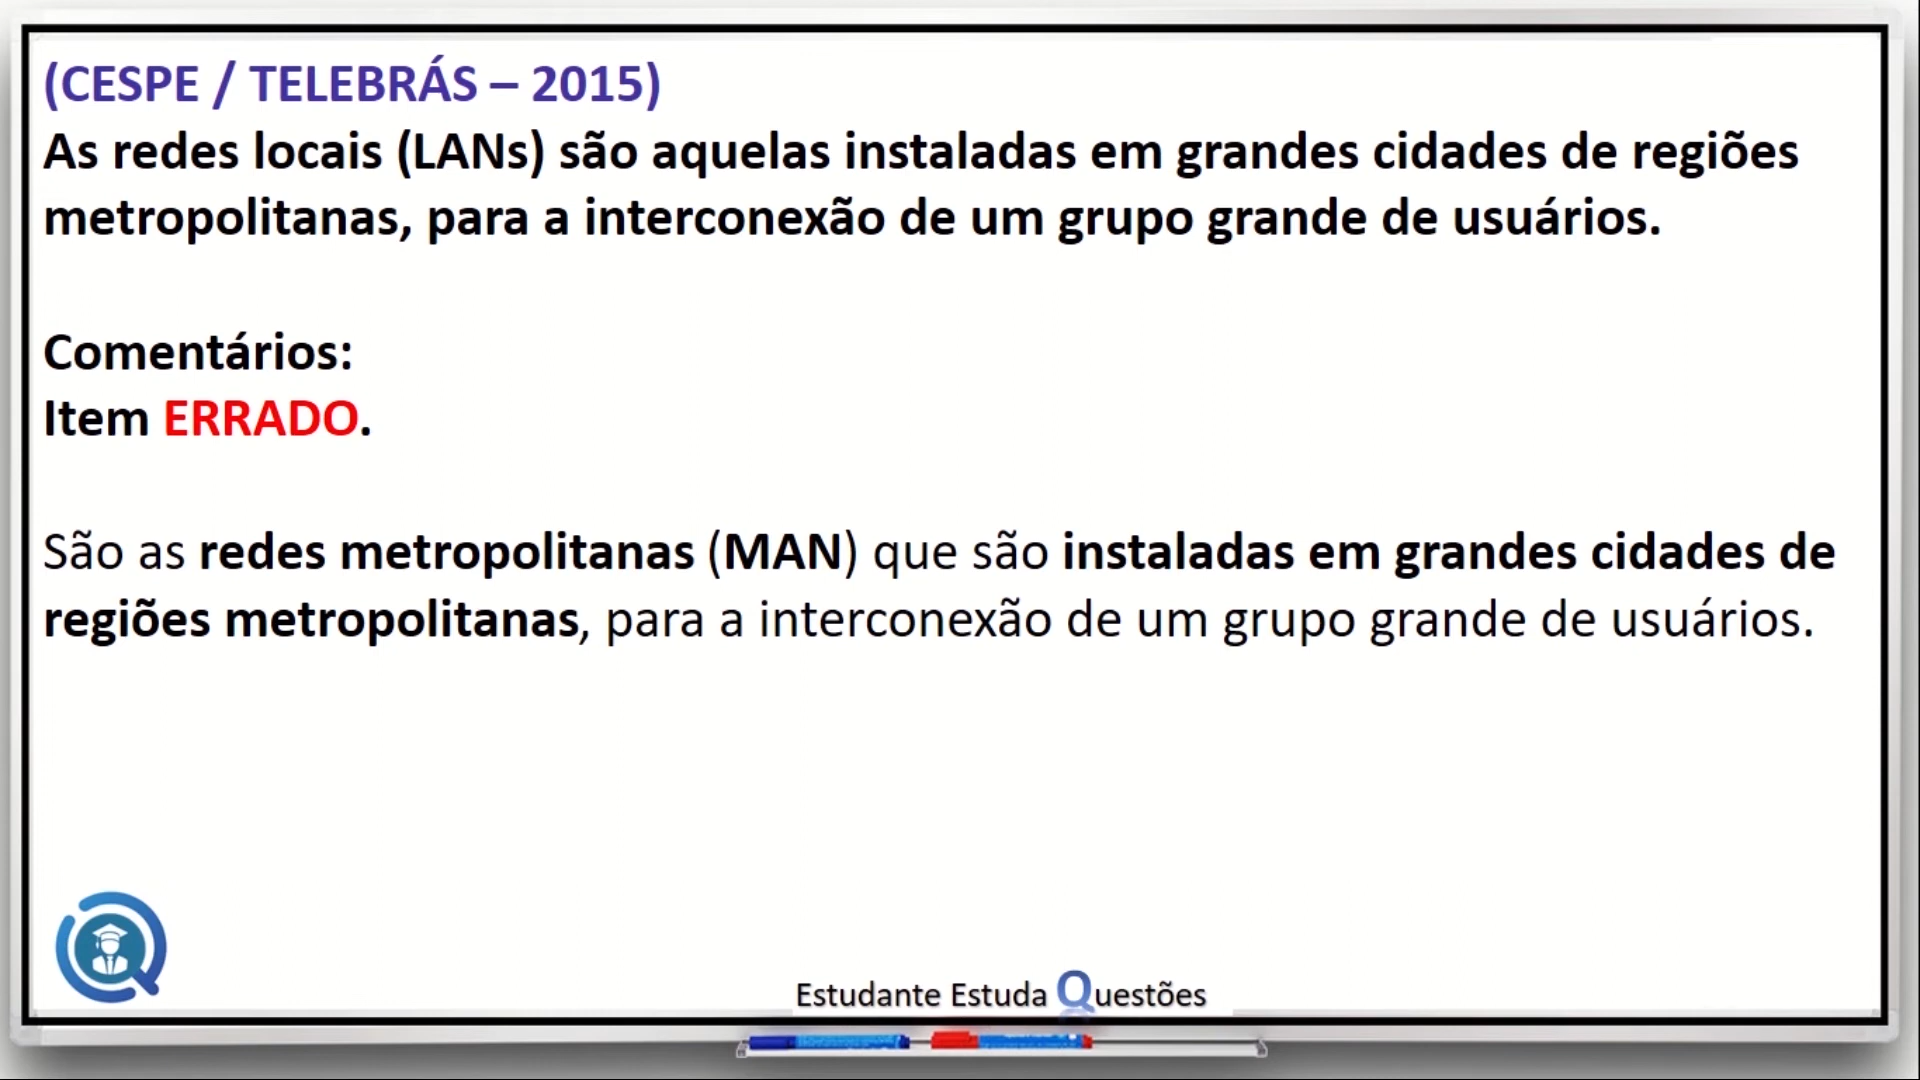 (CESPE / TELEBRÁS – 2015)
As redes locais (LANs) são aquelas instaladas em grandes cidades de regiões
metropolitanas, para a interconexão de um grupo grande de usuários.
Comentários:
Item ERRADO.
São as redes metropolitanas (MAN) que são instaladas em grandes cidades de
regiões metropolitanas, para a interconexão de um grupo grande de usuários.
Estudante Estuda Questões